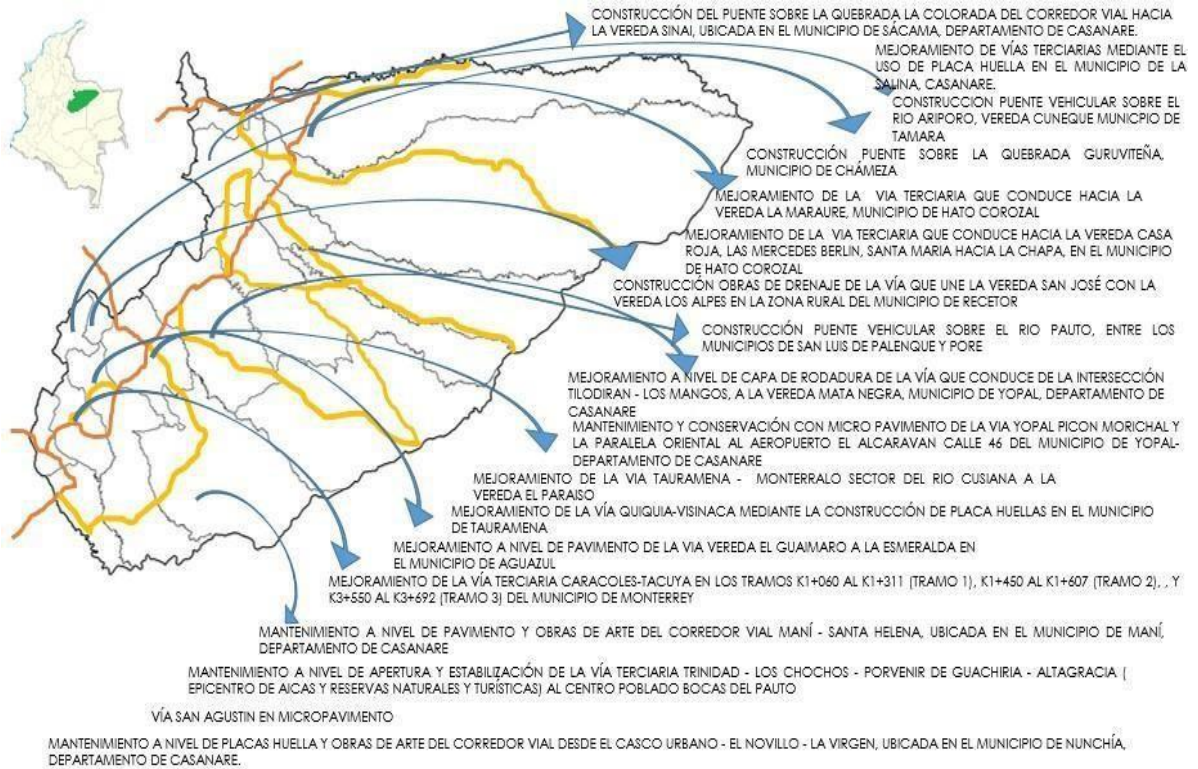 CONSTRUCCIÓN DEL PUENTE SOBRE LA QUEBRADA LA COLORADA DEL CORREDOR VIAL HACIA
LA VEREDA SINAI, UBICADA EN EL MUNICIPIO DE SÁCAMA, DEPARTAMENTO DE CASANARE.
MEJORAMIENTO DE VÍAS TERCIARIAS MEDIANTE EL
USO DE PLACA HUELLA EN EL MUNICIPIO DE LA
SALINA, CASANARE.
CONSTRUCCION PUENTE VEHICULAR SOBRE EL
RIO ARIPORO, VEREDA CUNEQUE MUNICPIO DE
TAMARA
CONSTRUCCIÓN PUENTE SOBRE LA QUEBRADA GURUVITEÑA,
MUNICIPIO DE CHÁMEZA
MEJORAMIENTO DE LA VIA TERCIARIA QUE CONDUCE HACIA LA
VEREDA LA MARAURE, MUNICIPIO DE HATO COROZAL
MEJORAMIENTO DE LA VIA TERCIARIA QUE CONDUCE HACIA LA VEREDA CASA
ROJA, LAS MERCEDES BERLIN, SANTA MARIA HACIA LA CHAPA, EN EL MUNICIPIO
DE HATO COROZAL
CONSTRUCCIÓN OBRAS DE DRENAJE DE LA VÍA QUE UNE LA VEREDA SAN JOSÉ CON LA
VEREDA LOS ALPES EN LA ZONA RURAL DEL MUNICIPIO DE RECETOR
CONSTRUCCIÓN PUENTE VEHICULAR SOBRE EL RIO PAUTO, ENTRE LOS
MUNICIPIOS DE SAN LUIS DE PALENQUE Y PORE
MEJORAMIENTO A NIVEL DE CAPA DE RODADURA DE LA VÍA QUE CONDUCE DE LA INTERSECCIÓN
TILODIRAN - LOS MANGOS, A LA VEREDA MATA NEGRA, MUNICIPIO DE YOPAL, DEPARTAMENTO DE
CASANARE
MANTENIMIENTO Y CONSERVACIÓN CON MICRO PAVIMENTO DE LA VIA YOPAL PICON MORICHAL Y
LA PARALELA ORIENTAL AL AEROPUERTO EL ALCARAVAN CALLE 46 DEL MUNICIPIO DE YOPAL-
DEPARTAMENTO DE CASANARE
MEJORAMIENTO DE LA VIA TAURAMENA - MONTERRALO SECTOR DEL RIO CUSIANA A LA
VEREDA EL PARAISO
MEJORAMIENTO DE LA VÍA QUIQUIA-VISINACA MEDIANTE LA CONSTRUCCIÓN DE PLACA HUELLAS EN EL MUNICIPIO
DE TAURAMENA
MEJORAMIENTO A NIVEL DE PAVIMENTO DE LA VIA VEREDA EL GUAIMARO A LA ESMERALDA EN
EL MUNICIPIO DE AGUAZUL
MEJORAMIENTO DE LA VÍA TERCIARIA CARACOLES-TACUYA EN LOS TRAMOS K1+060 AL K1+311 (TRAMO 1), K1+450 AL K1+607 (TRAMO 2), , Y
K3+550 AL K3+692 (TRAMO 3) DEL MUNICIPIO DE MONTERREY
MANTENIMIENTO A NIVEL DE PAVIMENTO Y OBRAS DE ARTE DEL CORREDOR VIAL MANÍ - SANTA HELENA, UBICADA EN EL MUNICIPIO DE MANÍ,
DEPARTAMENTO DE CASANARE
MANTENIMIENTO A NIVEL DE APERTURA Y ESTABILIZACIÓN DE LA VÍA TERCIARIA TRINIDAD - LOS CHOCHOS - PORVENIR DE GUACHIRIA - ALTAGRACIA (
EPICENTRO DE AICAS Y RESERVAS NATURALES Y TURÍSTICAS) AL CENTRO POBLADO BOCAS DEL PAUTO
VÍA SAN AGUSTIN EN MICROPAVIMENTO
MANTENIMIENTO A NIVEL DE PLACAS HUELLA Y OBRAS DE ARTE DEL CORREDOR VIAL DESDE EL CASCO URBANO - EL NOVILLO - LA VIRGEN, UBICADA EN EL MUNICIPIO DE NUNCHÍA,
DEPARTAMENTO DE CASANARE.